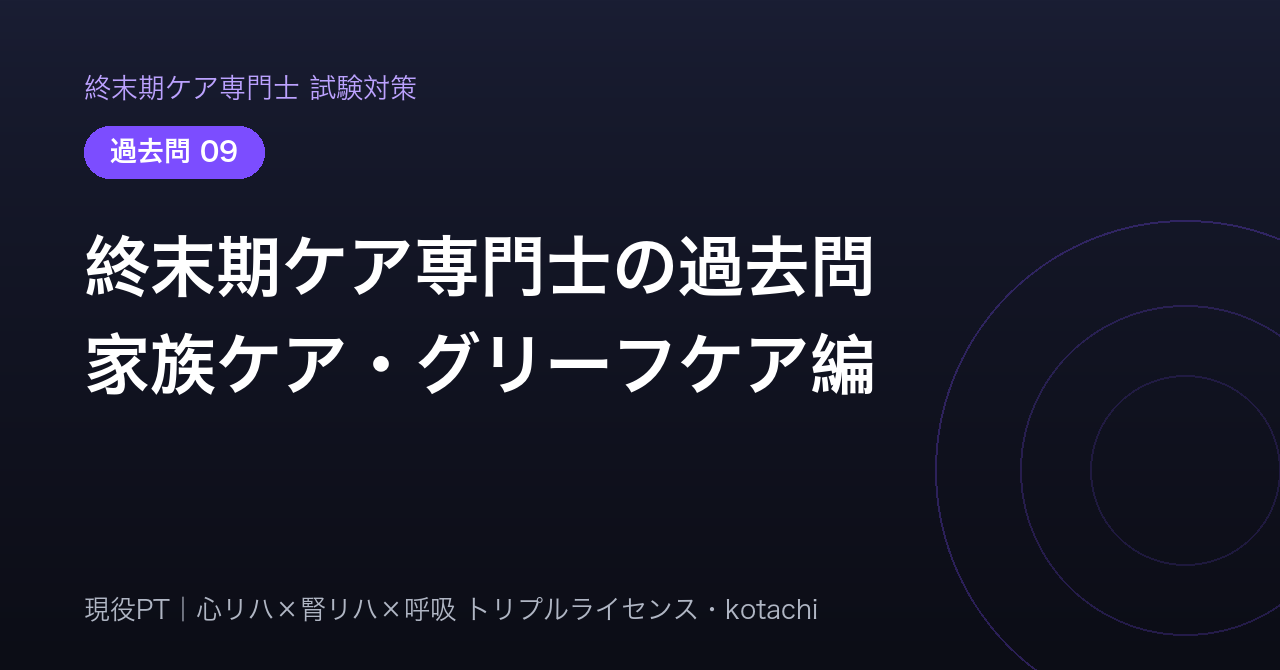 終末期ケア専門士 試験対策
過去問 09
終末期ケア専門士の過去問
家族ケア・グリーフケア編
現役PT｜心リハ×腎リハ×呼吸 トリプルライセンス・kotachi